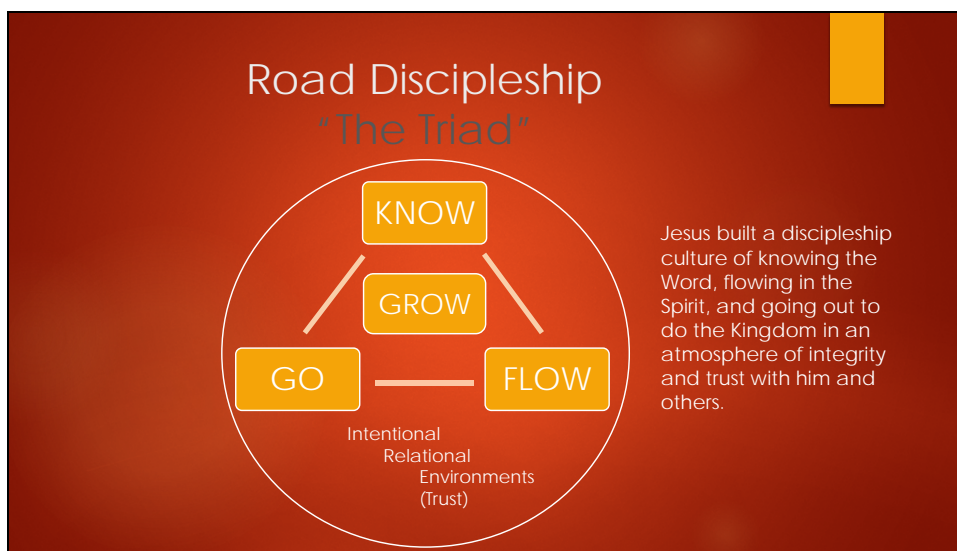 Road Discipleship
“The Triad”
KNOW
GROW
GO
FLOW
Intentional
Relational
Environments
(Trust)
Jesus built a discipleship
culture of knowing the
Word, flowing in the
Spirit, and going out to
do the Kingdom in an
atmosphere of integrity
and trust with him and
others.